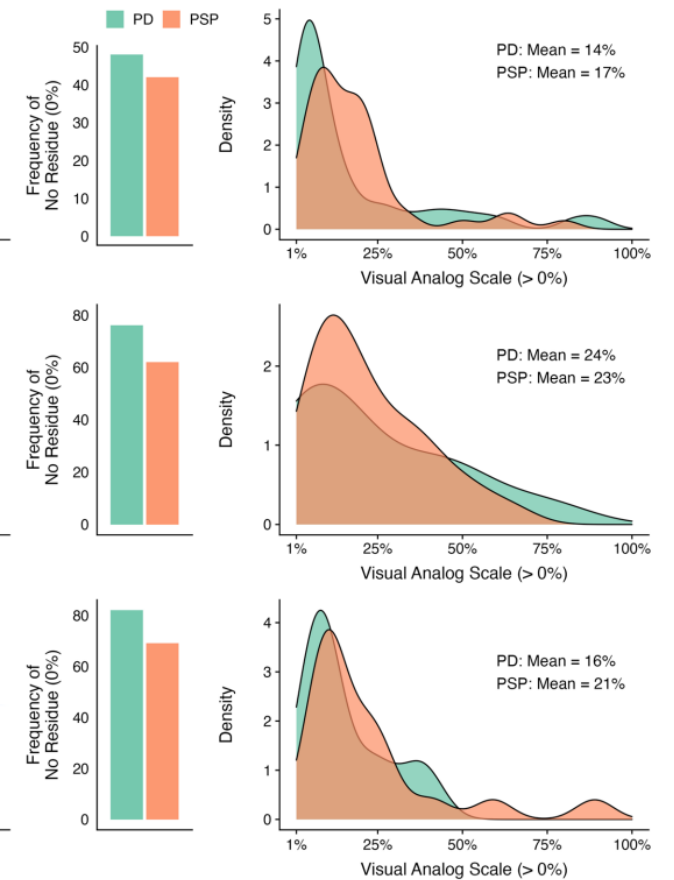 PD PSP
50
40
30
20
10
0
Frequency of
No Residue (0%)
5
4
3
2
1
0
Density
PD: Mean = 14%
PSP: Mean = 17%
1% 25% 50% 75% 100%
Visual Analog Scale (> 0%)
80
60
40
20
0
Frequency of
No Residue (0%)
2
1
0
Density
PD: Mean = 24%
PSP: Mean = 23%
1% 25% 50% 75% 100%
Visual Analog Scale (> 0%)
80
60
40
20
0
Frequency of
No Residue (0%)
4
3
2
1
0
Density
PD: Mean = 16%
PSP: Mean = 21%
1% 25% 50% 75% 100%
Visual Analog Scale (> 0%)